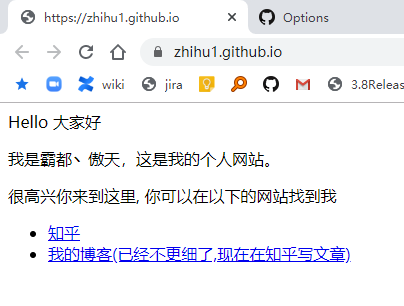 https://zhihu1.github.io
Options
zhihu1.github.io
wiki
jira
3.8Releas
Hello 大家好
我是霸都丶傲天，这是我的个人网站。
很高兴你来到这里, 你可以在以下的网站找到我
知乎
我的博客(已经不更细了,现在在知乎写文章)